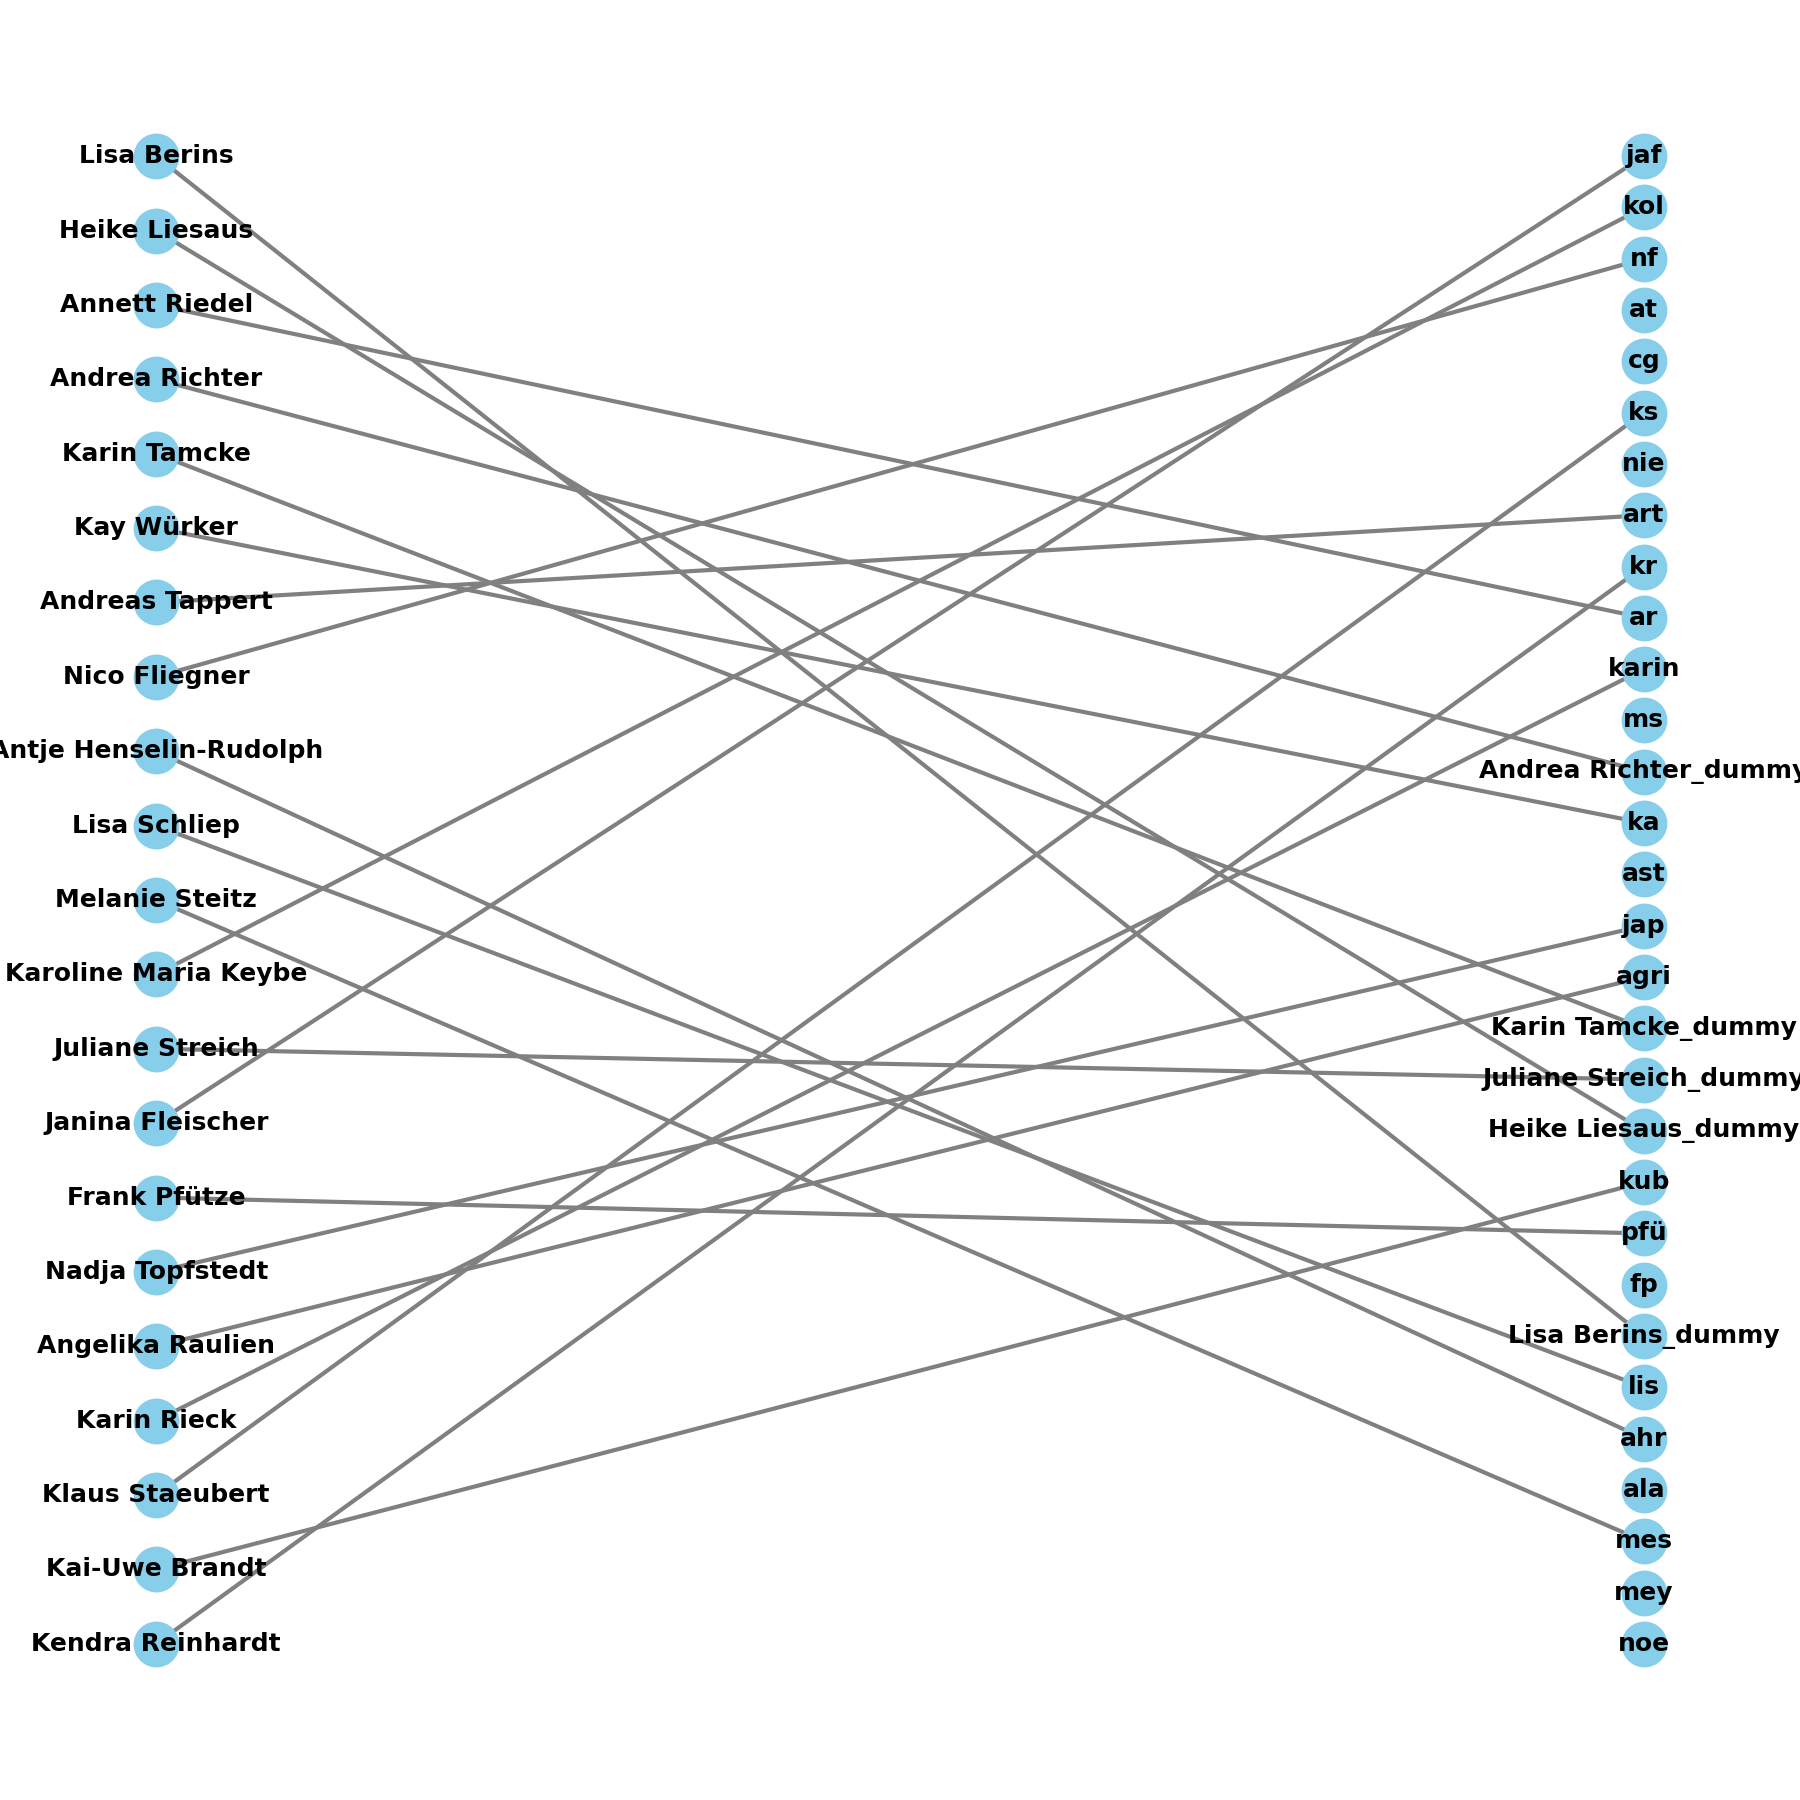 Lisa Berins
Heike Liesaus
Annett Riedel
Andrea Richter
Karin Tamcke
Kay Würker
Andreas Tappert
Nico Fliegner
Antje Henselin-Rudolph
Lisa Schliep
Melanie Steitz
Karoline Maria Keybe
Juliane Streich
Janina Fleischer
Frank Pfütze
Nadja Topfstedt
Angelika Raulien
Karin Rieck
Klaus Staeubert
Kai-Uwe Brandt
Kendra Reinhardt
jaf
kol
nf
at
cg
ks
nie
art
kr
ar
karin
ms
Andrea Richter_dummy
ka
ast
jap
agri
Karin Tamcke_dummy
Juliane Streich_dummy
Heike Liesaus_dummy
kub
pfü
fp
Lisa Berins_dummy
lis
ahr
ala
mes
mey
noe